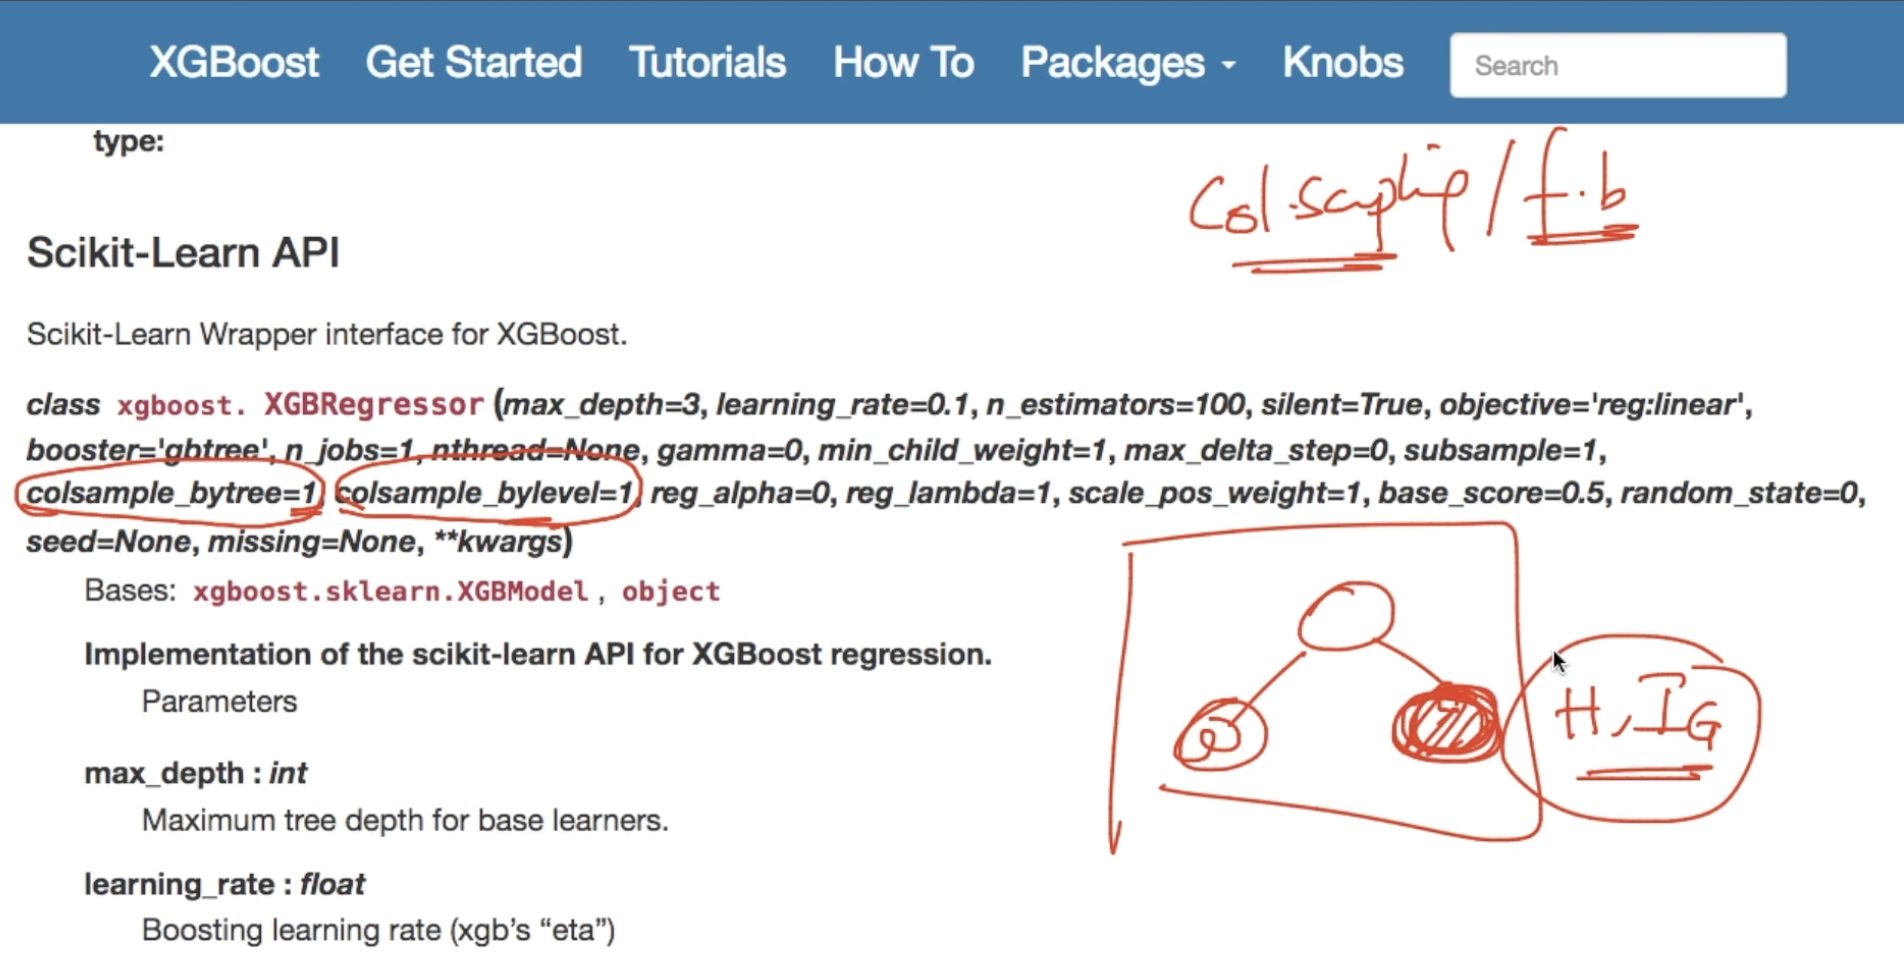 XGBoost Get Started Tutorials How To Packages Knobs Search
type:
Col.sampling / f.b
Scikit-Learn API
Scikit-Learn Wrapper interface for XGBoost.
class xgboost. XGBRegressor (max_depth=3, learning_rate=0.1, n_estimators=100, silent=True, objective='reg:linear',
booster='gbtree', n_jobs=1, nthread=None, gamma=0, min_child_weight=1, max_delta_step=0, subsample=1,
colsample_bytree=1, colsample_bylevel=1, reg_alpha=0, reg_lambda=1, scale_pos_weight=1, base_score=0.5, random_state=0,
seed=None, missing=None, **kwargs)
Bases: xgboost.sklearn.XGBModel , object
Implementation of the scikit-learn API for XGBoost regression.
Parameters
H, IG
max_depth : int
Maximum tree depth for base learners.
learning_rate : float
Boosting learning rate (xgb’s “eta”)